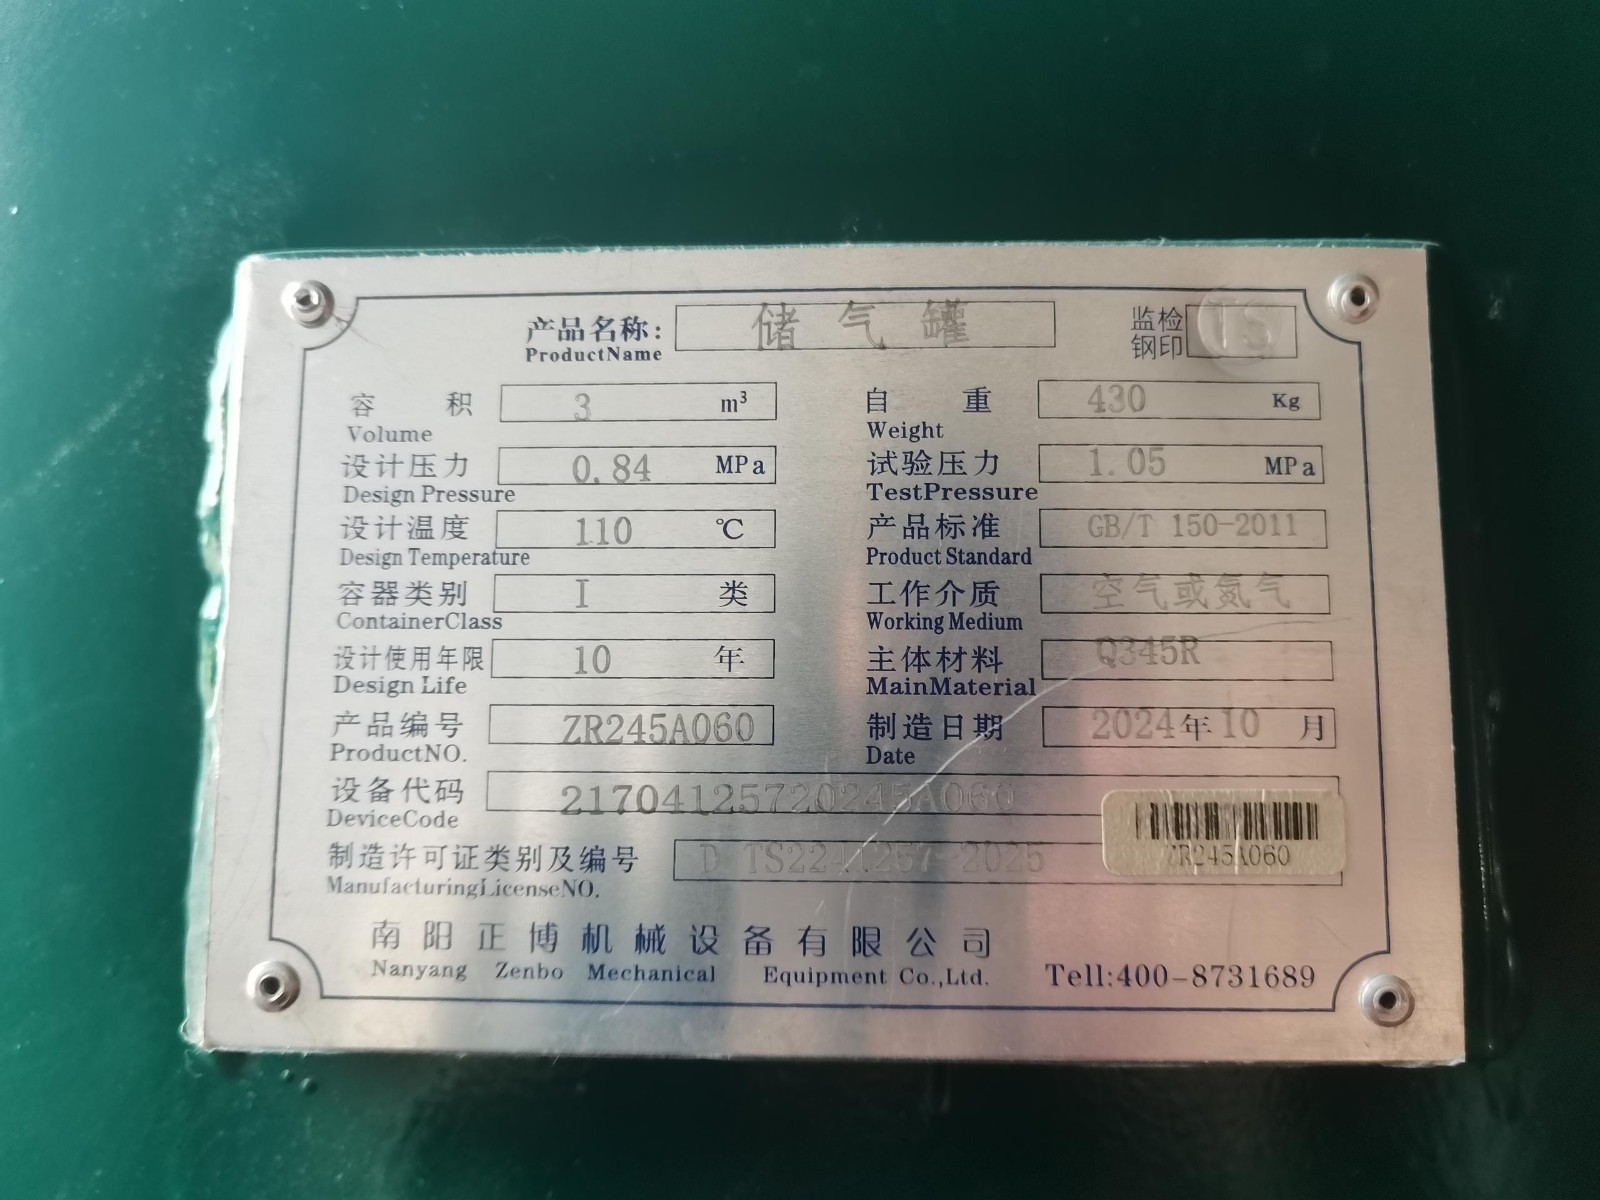 产品名称: 储气罐 监检
ProductName 钢印 TS
容 积 3 m³ 自 重 430 Kg
Volume Weight
设计压力 0.84 MPa 试验压力 1.05 MPa
Design Pressure TestPressure
设计温度 110 ℃ 产品标准 GB/T 150-2011
Design Temperature Product Standard
容器类别 I 类 工作介质 空气或氮气
ContainerClass Working Medium
设计使用年限 10 年 主体材料 Q345R
Design Life MainMaterial
产品编号 ZR245A060 制造日期 2024年10月
ProductNO. Date
设备代码 21704125720245A060
DeviceCode
制造许可证类别及编号 D TS2241257-2025 ZR245A060
ManufacturingLicenseNO.
南阳正博机械设备有限公司
Nanyang Zenbo Mechanical Equipment Co.,Ltd. Tell:400-8731689